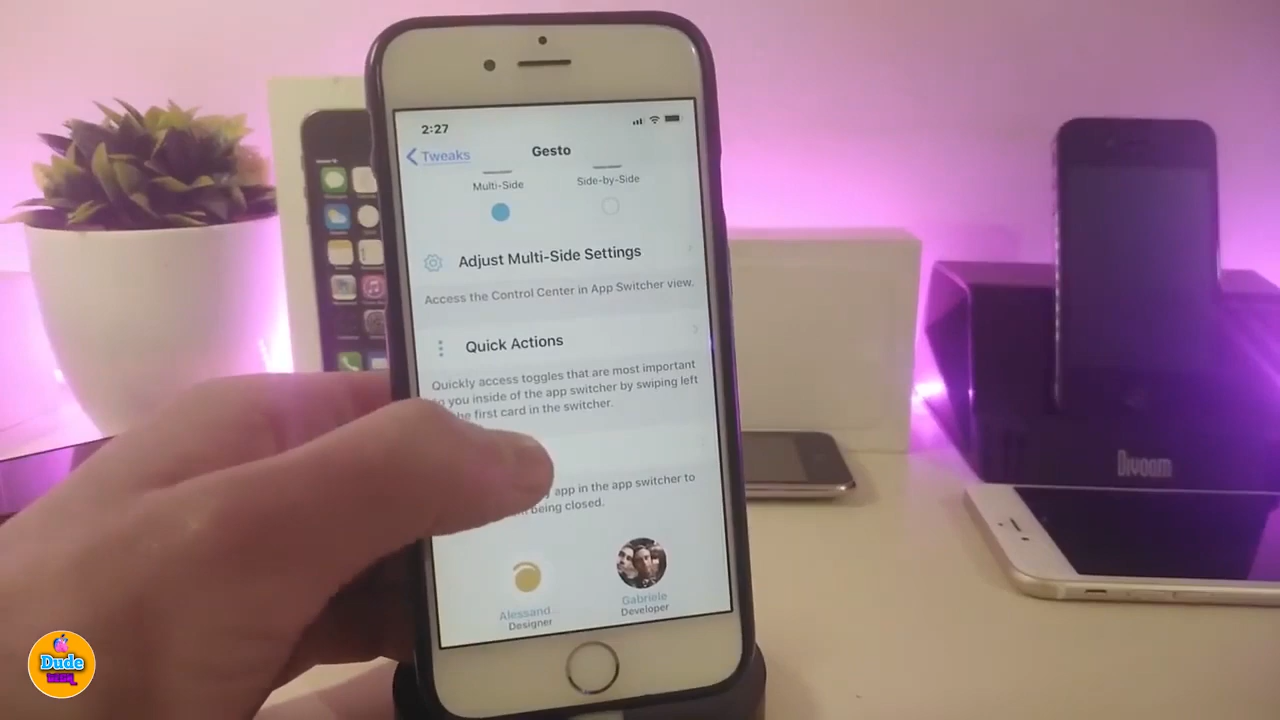 2:27
Tweaks
Gesto
Multi-Side
Side-by-Side
Adjust Multi-Side Settings
Access the Control Center in App Switcher view.
Quick Actions
Quickly access toggles that are most important
you inside of the app switcher by swiping left
first card in the switcher.
app in the app switcher to
being closed.
Alessand...
Designer
Gabriele
Developer
Divoom
Dude